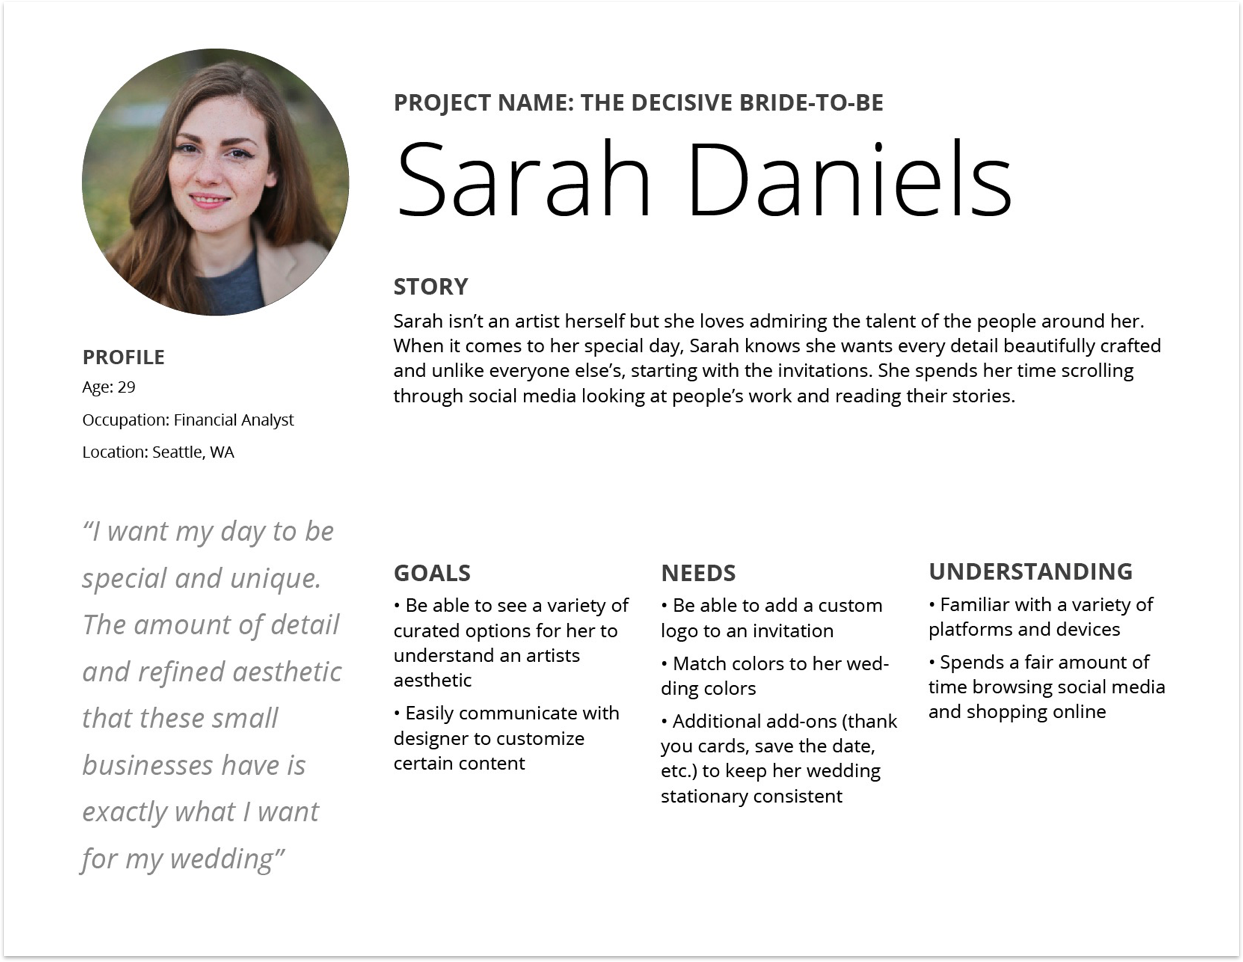 PROJECT NAME: THE DECISIVE BRIDE-TO-BE
Sarah Daniels
STORY
Sarah isn’t an artist herself but she loves admiring the talent of the people around her.
When it comes to her special day, Sarah knows she wants every detail beautifully crafted
and unlike everyone else’s, starting with the invitations. She spends her time scrolling
through social media looking at people’s work and reading their stories.
PROFILE
Age: 29
Occupation: Financial Analyst
Location: Seattle, WA
“I want my day to be
special and unique.
The amount of detail
and refined aesthetic
that these small
businesses have is
exactly what I want
for my wedding”
GOALS
• Be able to see a variety of
curated options for her to
understand an artists
aesthetic
• Easily communicate with
designer to customize
certain content
NEEDS
• Be able to add a custom
logo to an invitation
• Match colors to her wed-
ding colors
• Additional add-ons (thank
you cards, save the date,
etc.) to keep her wedding
stationary consistent
UNDERSTANDING
• Familiar with a variety of
platforms and devices
• Spends a fair amount of
time browsing social media
and shopping online